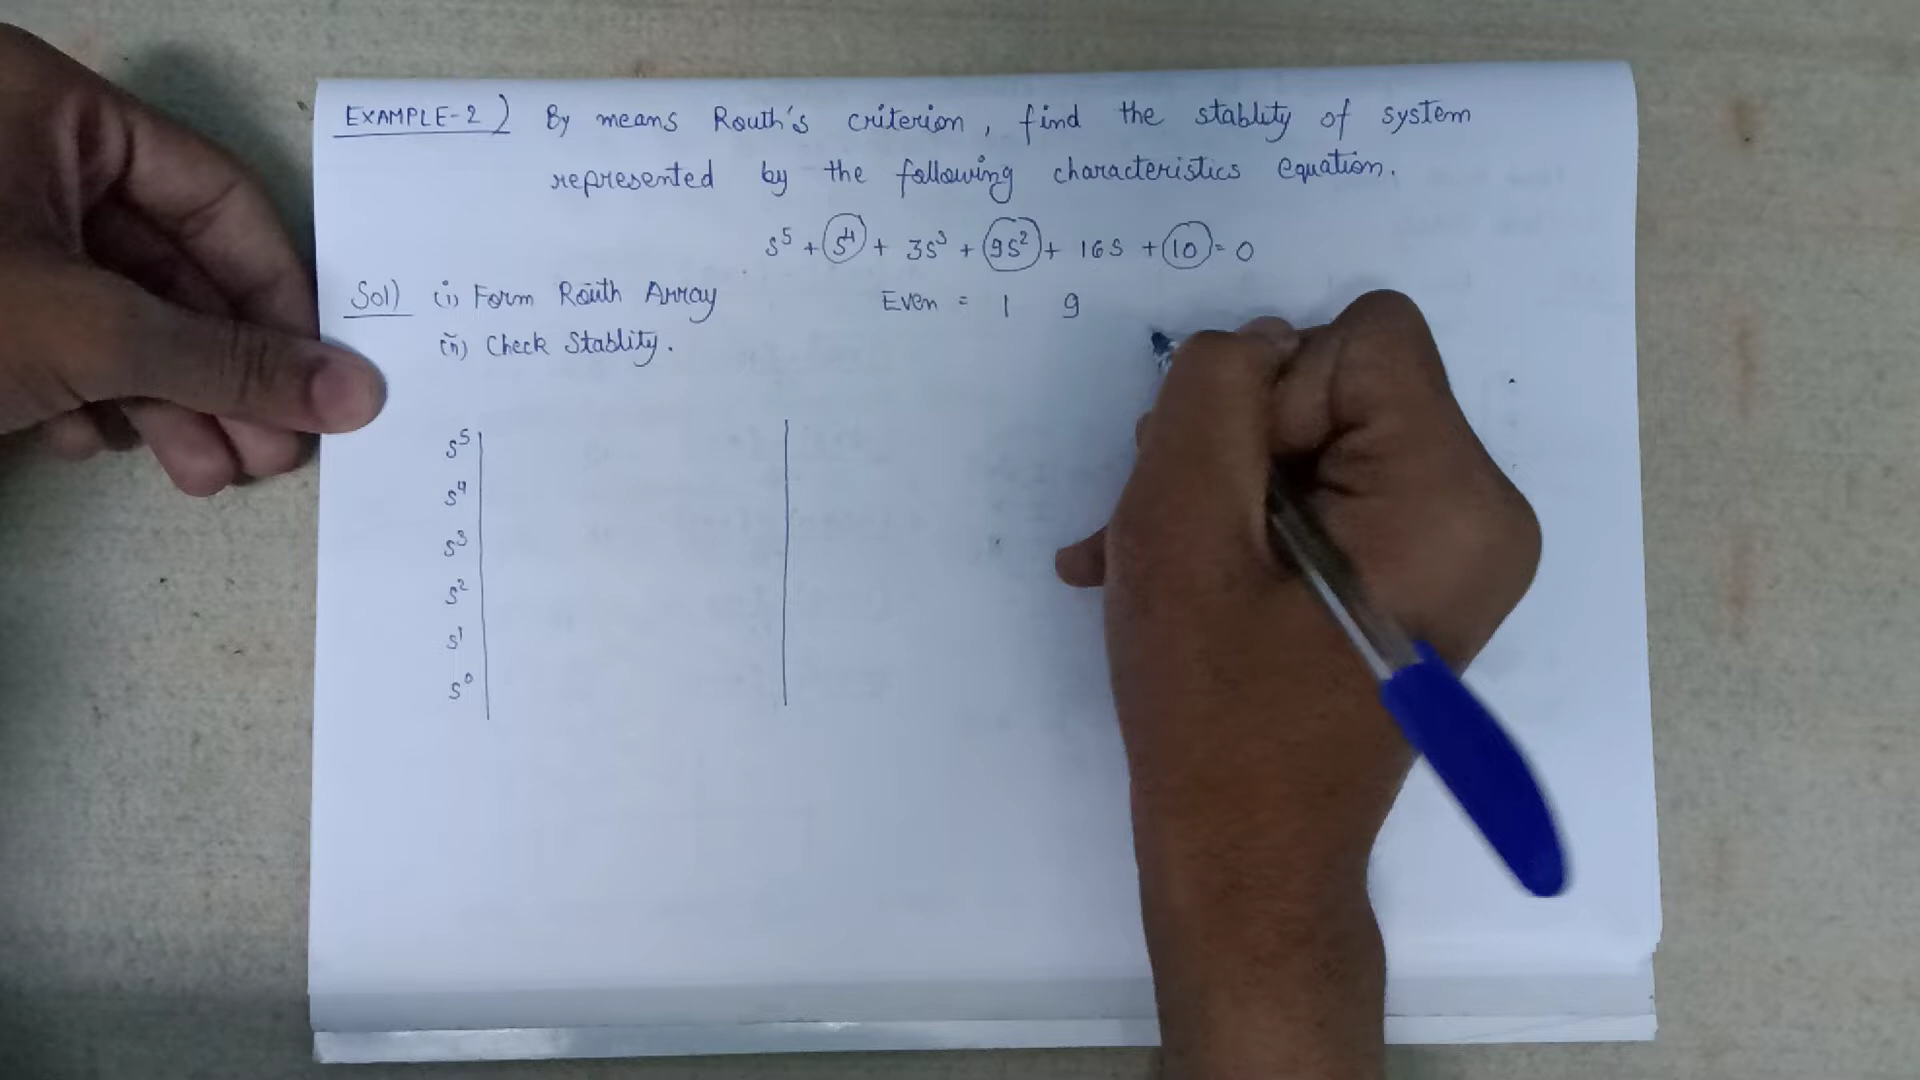 EXAMPLE-2) By means Routh's criterion, find the stablity of system
represented by the following characteristics equation.
s⁵ + s⁴ + 3s³ + 9s² + 16s + 10 = 0
Sol) (i) Form Routh Array
Even = 1 9
(ii) Check Stablity.
s⁵
s⁴
s³
s²
s¹
s⁰